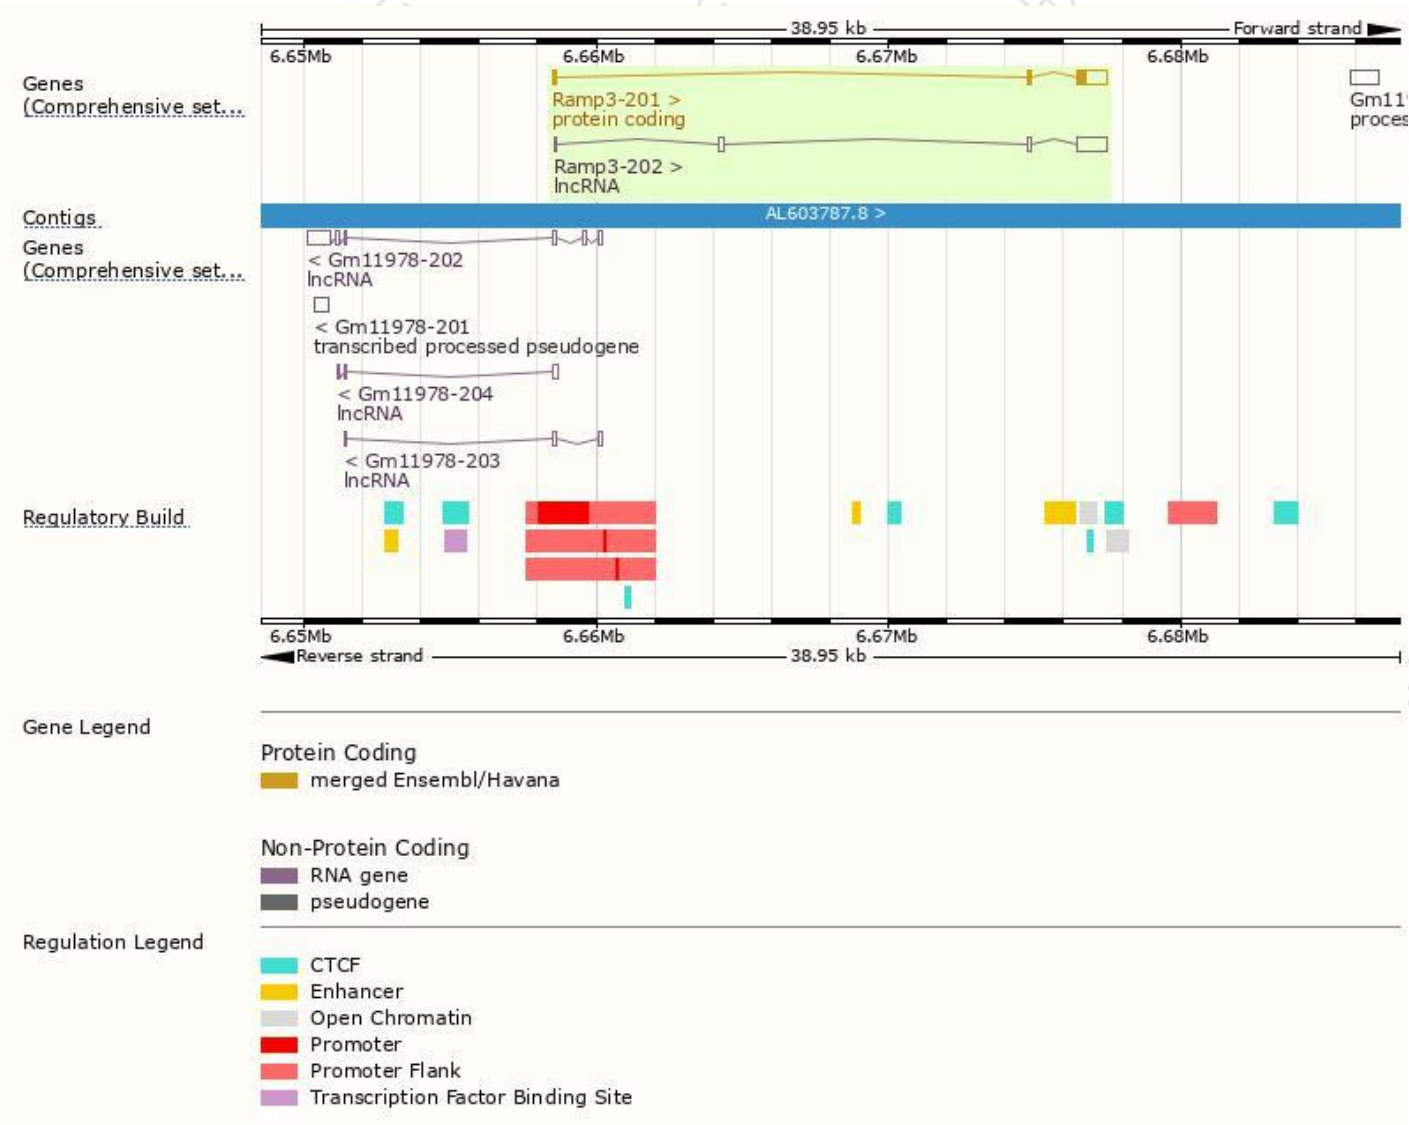 38.95 kb
Forward strand
6.65Mb 6.66Mb 6.67Mb 6.68Mb
Genes
(Comprehensive set...
Ramp3-201 >
protein coding
Gm11
proces
Ramp3-202 >
lncRNA
Contigs
AL603787.8 >
Genes
(Comprehensive set...
< Gm11978-202
lncRNA
< Gm11978-201
transcribed processed pseudogene
< Gm11978-204
lncRNA
< Gm11978-203
lncRNA
Regulatory Build
6.65Mb 6.66Mb 6.67Mb 6.68Mb
Reverse strand
38.95 kb
Gene Legend
Protein Coding
merged Ensembl/Havana
Non-Protein Coding
RNA gene
pseudogene
Regulation Legend
CTCF
Enhancer
Open Chromatin
Promoter
Promoter Flank
Transcription Factor Binding Site